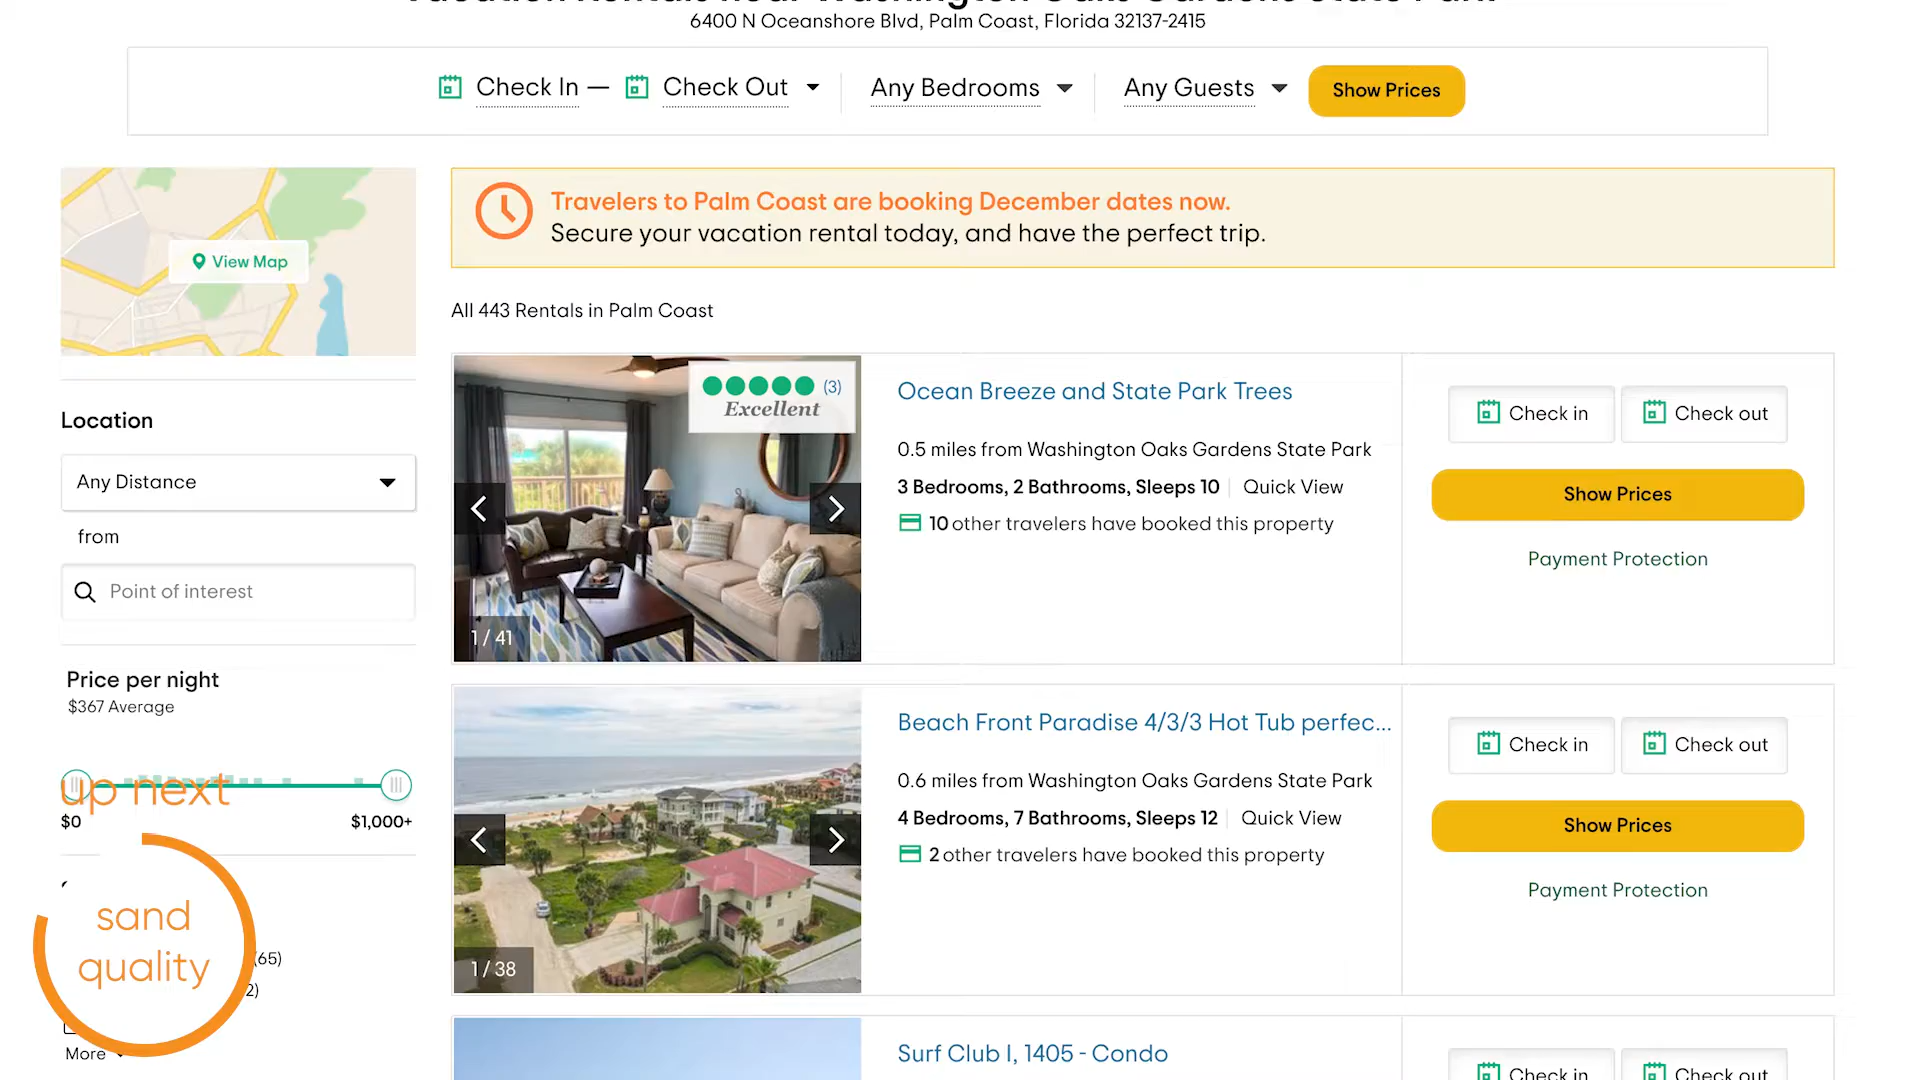 Vacation Rentals near Washington Oaks Gardens State Park
6400 N Oceanshore Blvd, Palm Coast, Florida 32137-2415
Check In — Check Out
Any Bedrooms
Any Guests
Show Prices
View Map
Travelers to Palm Coast are booking December dates now.
Secure your vacation rental today, and have the perfect trip.
All 443 Rentals in Palm Coast
Location
Any Distance
from
Point of interest
Price per night
$367 Average
$0
$1,000+
up next
sand
quality
(65)
2)
More
(3)
Excellent
1 / 41
Ocean Breeze and State Park Trees
0.5 miles from Washington Oaks Gardens State Park
3 Bedrooms, 2 Bathrooms, Sleeps 10 Quick View
10 other travelers have booked this property
Check in
Check out
Show Prices
Payment Protection
1 / 38
Beach Front Paradise 4/3/3 Hot Tub perfec...
0.6 miles from Washington Oaks Gardens State Park
4 Bedrooms, 7 Bathrooms, Sleeps 12 Quick View
2 other travelers have booked this property
Check in
Check out
Show Prices
Payment Protection
Surf Club I, 1405 - Condo
Check in
Check out